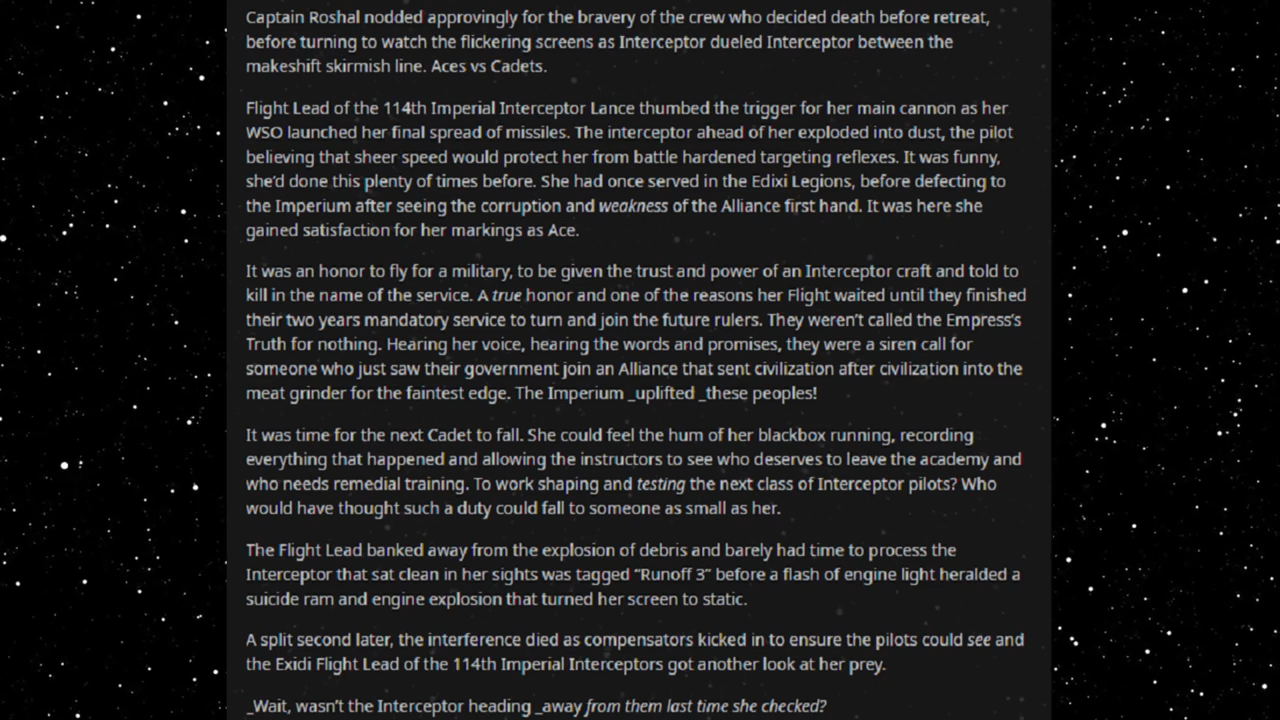 Captain Roshal nodded approvingly for the bravery of the crew who decided death before retreat,
before turning to watch the flickering screens as Interceptor dueled Interceptor between the
makeshift skirmish line. Aces vs Cadets.
Flight Lead of the 114th Imperial Interceptor Lance thumbed the trigger for her main cannon as her
WSO launched her final spread of missiles. The interceptor ahead of her exploded into dust, the pilot
believing that sheer speed would protect her from battle hardened targeting reflexes. It was funny,
she'd done this plenty of times before. She had once served in the Edixi Legions, before defecting to
the Imperium after seeing the corruption and weakness of the Alliance first hand. It was here she
gained satisfaction for her markings as Ace.
It was an honor to fly for a military, to be given the trust and power of an Interceptor craft and told to
kill in the name of the service. A true honor and one of the reasons her Flight waited until they finished
their two years mandatory service to turn and join the future rulers. They weren't called the Empress's
Truth for nothing. Hearing her voice, hearing the words and promises, they were a siren call for
someone who just saw their government join an Alliance that sent civilization after civilization into the
meat grinder for the faintest edge. The Imperium _uplifted _these peoples!
It was time for the next Cadet to fall. She could feel the hum of her blackbox running, recording
everything that happened and allowing the instructors to see who deserves to leave the academy and
who needs remedial training. To work shaping and testing the next class of Interceptor pilots? Who
would have thought such a duty could fall to someone as small as her.
The Flight Lead banked away from the explosion of debris and barely had time to process the
Interceptor that sat clean in her sights was tagged “Runoff 3” before a flash of engine light heralded a
suicide ram and engine explosion that turned her screen to static.
A split second later, the interference died as compensators kicked in to ensure the pilots could see and
the Exidi Flight Lead of the 114th Imperial Interceptors got another look at her prey.
_Wait, wasn't the Interceptor heading _away from them last time she checked?